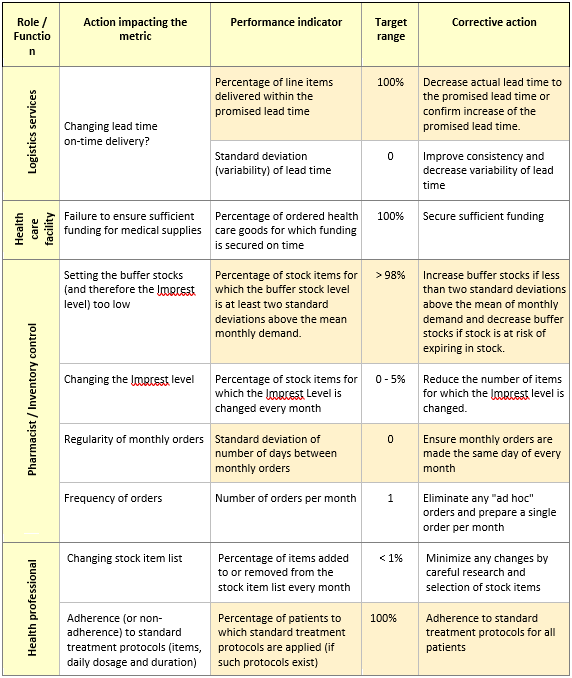 Role /
Functio
n
Action impacting the
metric
Performance indicator
Target
range
Corrective action
Logistics services
Changing lead time
on-time delivery?
Percentage of line items
delivered within the
promised lead time
100%
Decrease actual lead time to
the promised lead time or
confirm increase of the
promised lead time.
Standard deviation
(variability) of lead time
0
Improve consistency and
decrease variability of lead
time
Health
care
facility
Failure to ensure sufficient
funding for medical supplies
Percentage of ordered health
care goods for which funding
is secured on time
100%
Secure sufficient funding
Pharmacist / Inventory control
Setting the buffer stocks
(and therefore the Imprest
level) too low
Percentage of stock items for
which the buffer stock level
is at least two standard
deviations above the mean
monthly demand.
> 98%
Increase buffer stocks if less
than two standard deviations
above the mean of monthly
demand and decrease buffer
stocks if stock is at risk of
expiring in stock.
Changing the Imprest level
Percentage of stock items for
which the Imprest Level is
changed every month
0 - 5%
Reduce the number of items
for which the Imprest level is
changed.
Regularity of monthly orders
Standard deviation of
number of days between
monthly orders
0
Ensure monthly orders are
made the same day of every
month
Frequency of orders
Number of orders per month
1
Eliminate any "ad hoc"
orders and prepare a single
order per month
Health professional
Changing stock item list
Percentage of items added
to or removed from the
stock item list every month
< 1%
Minimize any changes by
careful research and
selection of stock items
Adherence (or non-
adherence) to standard
treatment protocols (items,
daily dosage and duration)
Percentage of patients to
which standard treatment
protocols are applied (if
such protocols exist)
100%
Adherence to standard
treatment protocols for all
patients